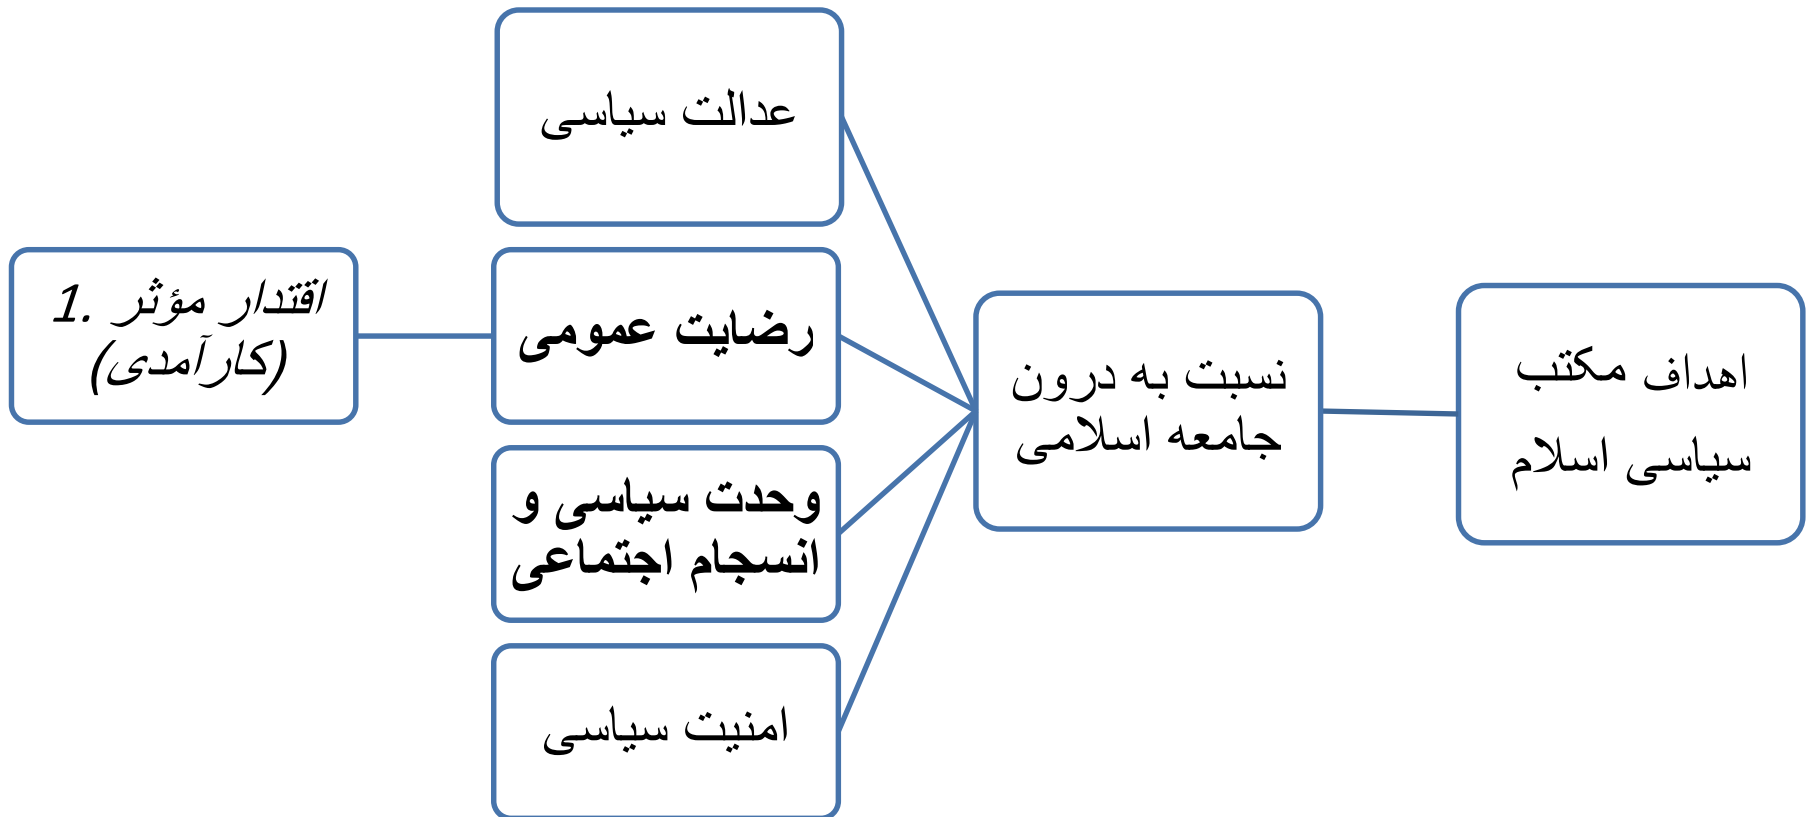 اهداف مکتب
سیاسی اسلام
نسبت به درون
جامعه اسلامی
عدالت سیاسی
رضایت عمومی
وحدت سیاسی و
انسجام اجتماعی
امنیت سیاسی
1. اقتدار مؤثر
(کارآمدی)